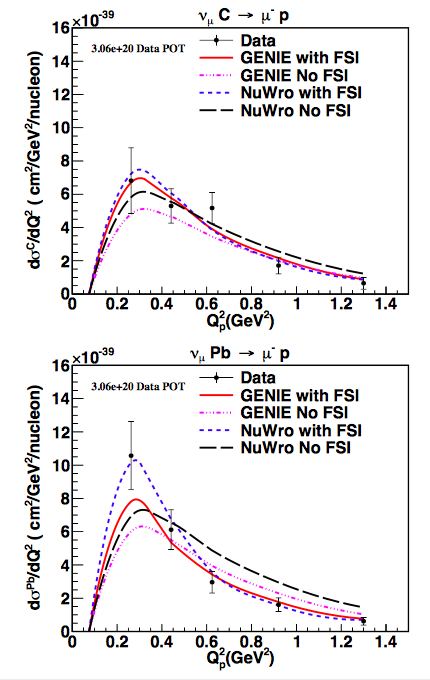 ν_μ C → μ⁻ p
×10⁻³⁹
16
14
12
10
8
6
4
2
0
3.06e+20 Data POT
Data
GENIE with FSI
GENIE No FSI
NuWro with FSI
NuWro No FSI
dσ^C/dQ² ( cm²/GeV²/nucleon)
0 0.2 0.4 0.6 0.8 1 1.2 1.4
Q²_p(GeV²)
ν_μ Pb → μ⁻ p
×10⁻³⁹
16
14
12
10
8
6
4
2
0
3.06e+20 Data POT
Data
GENIE with FSI
GENIE No FSI
NuWro with FSI
NuWro No FSI
dσ^Pb/dQ² ( cm²/GeV²/nucleon)
0 0.2 0.4 0.6 0.8 1 1.2 1.4
Q²_p(GeV²)